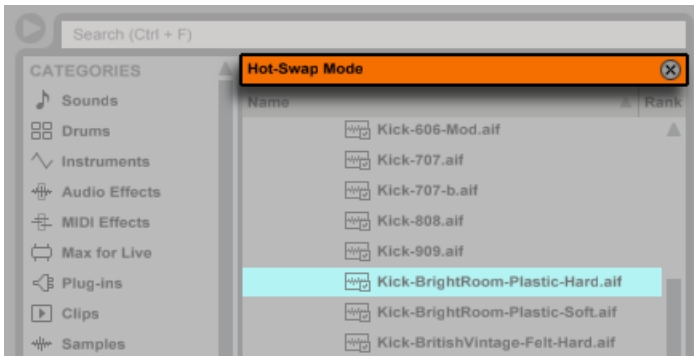 Search (Ctrl + F)
CATEGORIES
Sounds
Drums
Instruments
Audio Effects
MIDI Effects
Max for Live
Plug-ins
Clips
Samples
Hot-Swap Mode
Name Rank
Kick-606-Mod.aif
Kick-707.aif
Kick-707-b.aif
Kick-808.aif
Kick-909.aif
Kick-BrightRoom-Plastic-Hard.aif
Kick-BrightRoom-Plastic-Soft.aif
Kick-BritishVintage-Felt-Hard.aif